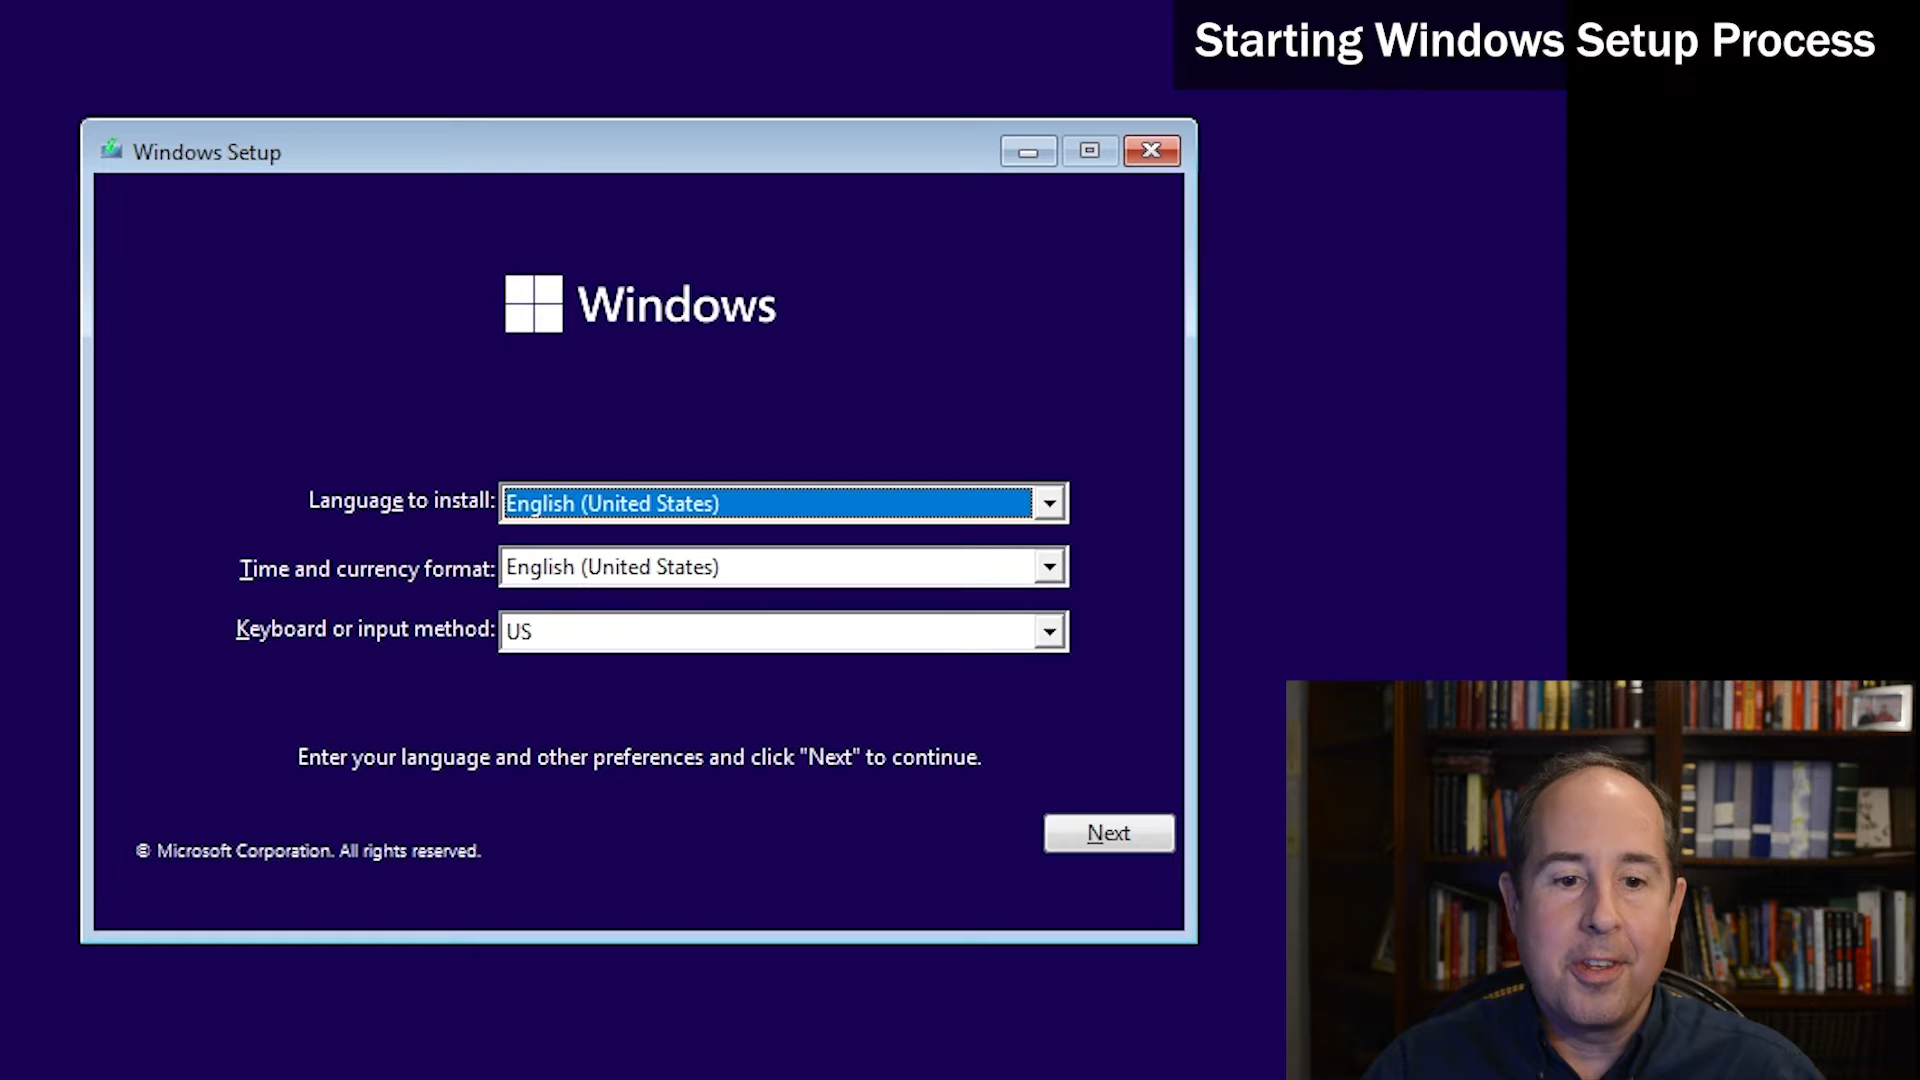 Starting Windows Setup Process
Windows Setup
Windows
Language to install: English (United States)
Time and currency format: English (United States)
Keyboard or input method: US
Enter your language and other preferences and click "Next" to continue.
Next
© Microsoft Corporation. All rights reserved.